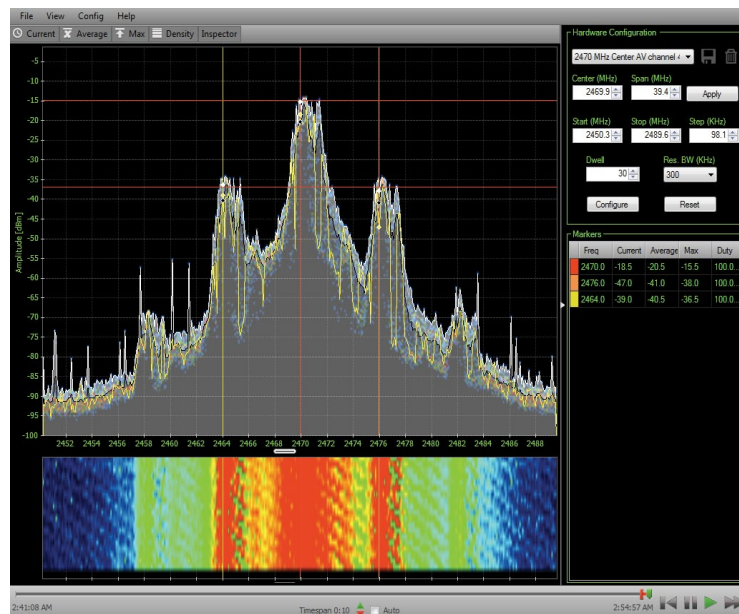 File View Config Help
Current Average Max Density Inspector
Hardware Configuration
2470 MHz Center AV channel 4
Center (MHz) Span (MHz)
2469.9 39.4 Apply
Start (MHz) Stop (MHz) Step (KHz)
2450.3 2489.6 98.1
Dwell Res. BW (KHz)
30 300
Configure Reset
Markers
Freq Current Average Max Duty
2470.0 -18.5 -20.5 -15.5 100.0...
2476.0 -47.0 -41.0 -38.0 100.0...
2464.0 -39.0 -40.5 -36.5 100.0...
Amplitude [dBm]
-5
-10
-15
-20
-25
-30
-35
-40
-45
-50
-55
-60
-65
-70
-75
-80
-85
-90
-95
-100
2452 2454 2456 2458 2460 2462 2464 2466 2468 2470 2472 2474 2476 2478 2480 2482 2484 2486 2488
2:41:08 AM Timespan 0:10 Auto 2:54:57 AM